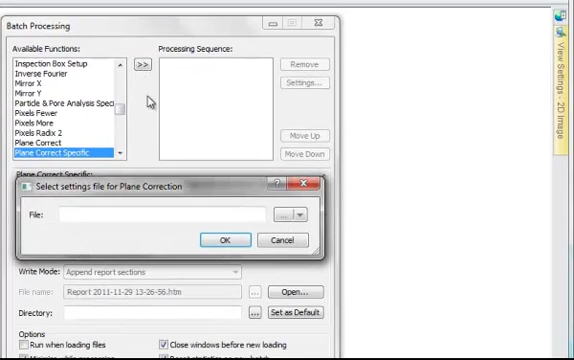 Batch Processing
Available Functions:
Processing Sequence:
Inspection Box Setup
Inverse Fourier
Mirror X
Mirror Y
Particle & Pore Analysis Spec
Pixels Fewer
Pixels More
Pixels Radix 2
Plane Correct
Plane Correct Specific
>>
Remove
Settings...
Move Up
Move Down
Plane Correct Specific:
Select settings file for Plane Correction
File:
...
OK
Cancel
Write Mode:
Append report sections
File name:
Report 2011-11-29 13-26-56.htm
...
Open...
Directory:
...
Set as Default
Options
Run when loading files
Close windows before new loading
View Settings - 2D Image